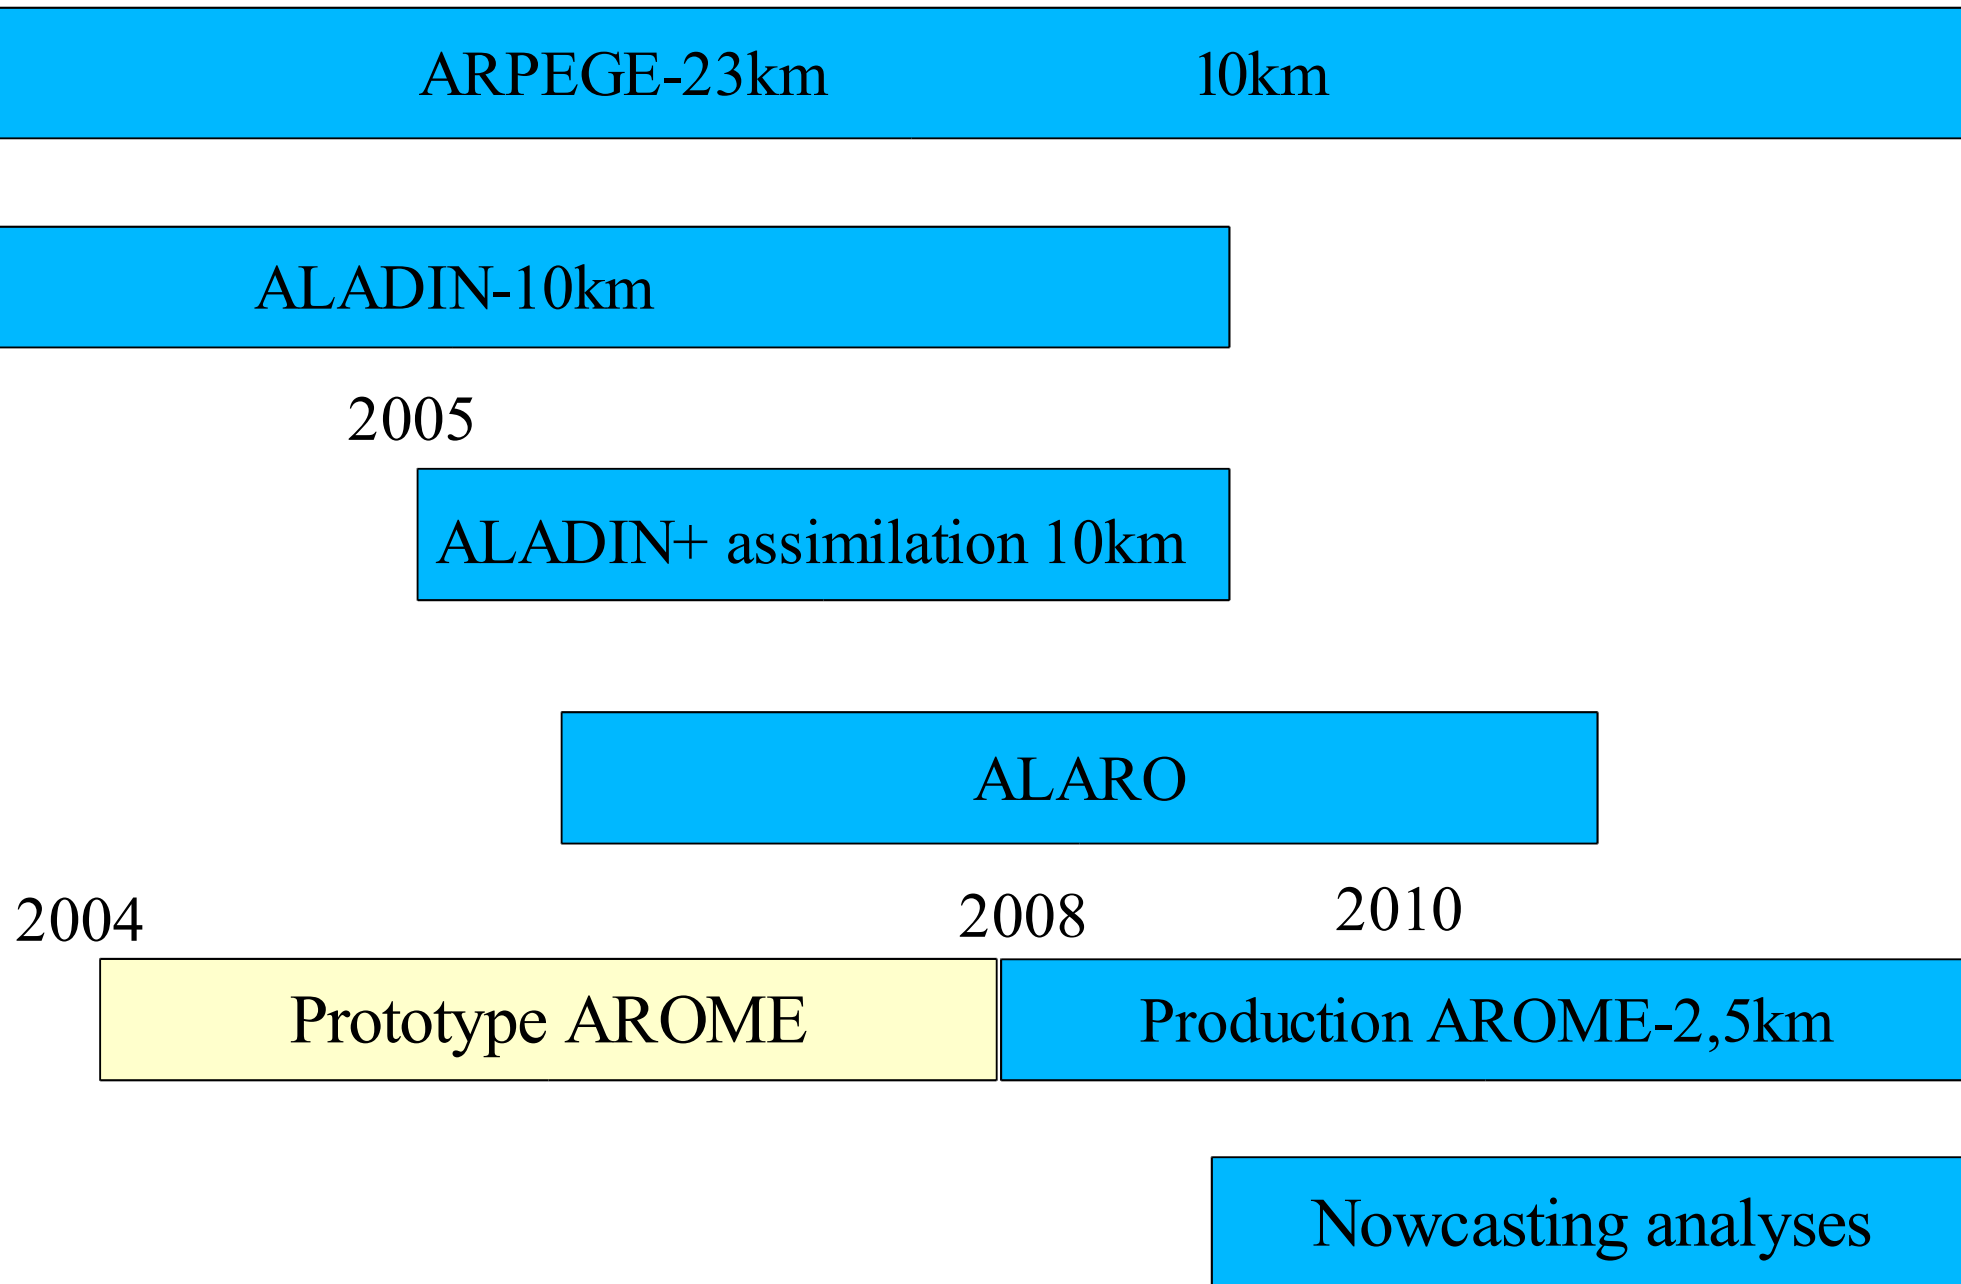 ARPEGE-23km 10km
ALADIN-10km
2005
ALADIN+ assimilation 10km
ALARO
2004 2008 2010
Prototype AROME Production AROME-2,5km
Nowcasting analyses